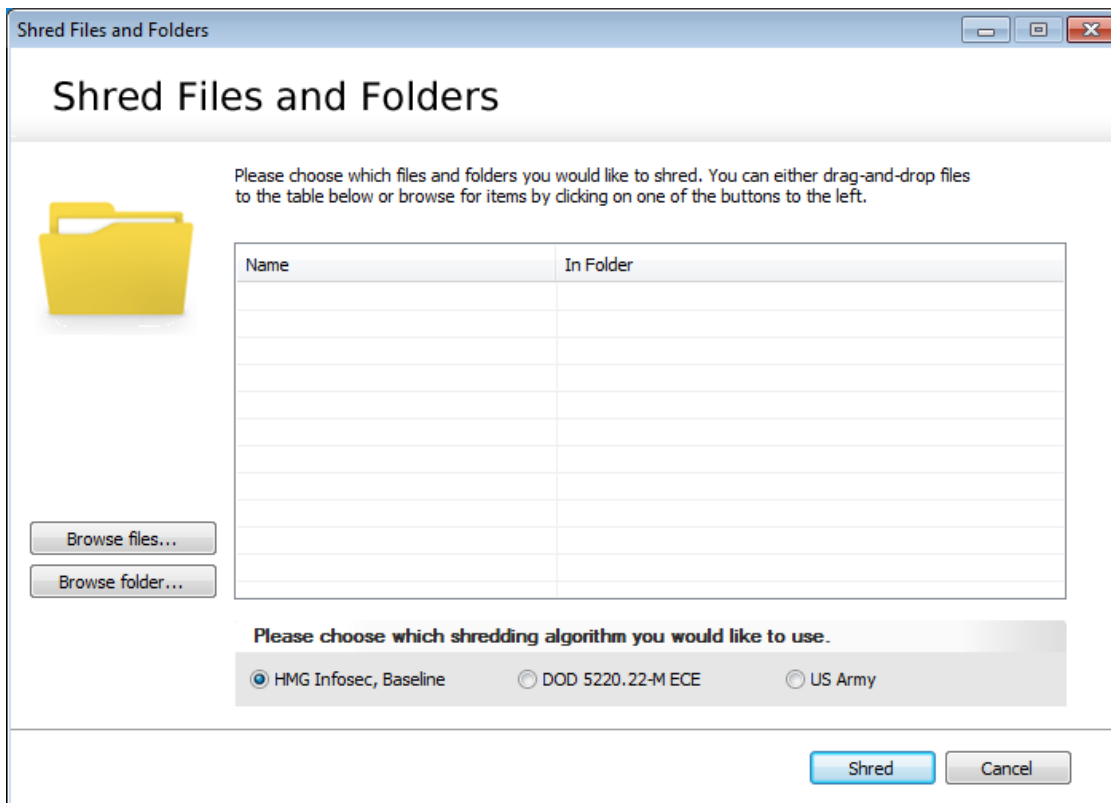 Shred Files and Folders
Shred Files and Folders
Please choose which files and folders you would like to shred. You can either drag-and-drop files
to the table below or browse for items by clicking on one of the buttons to the left.
Name In Folder
Browse files...
Browse folder...
Please choose which shredding algorithm you would like to use.
HMG Infosec, Baseline DOD 5220.22-M ECE US Army
Shred Cancel